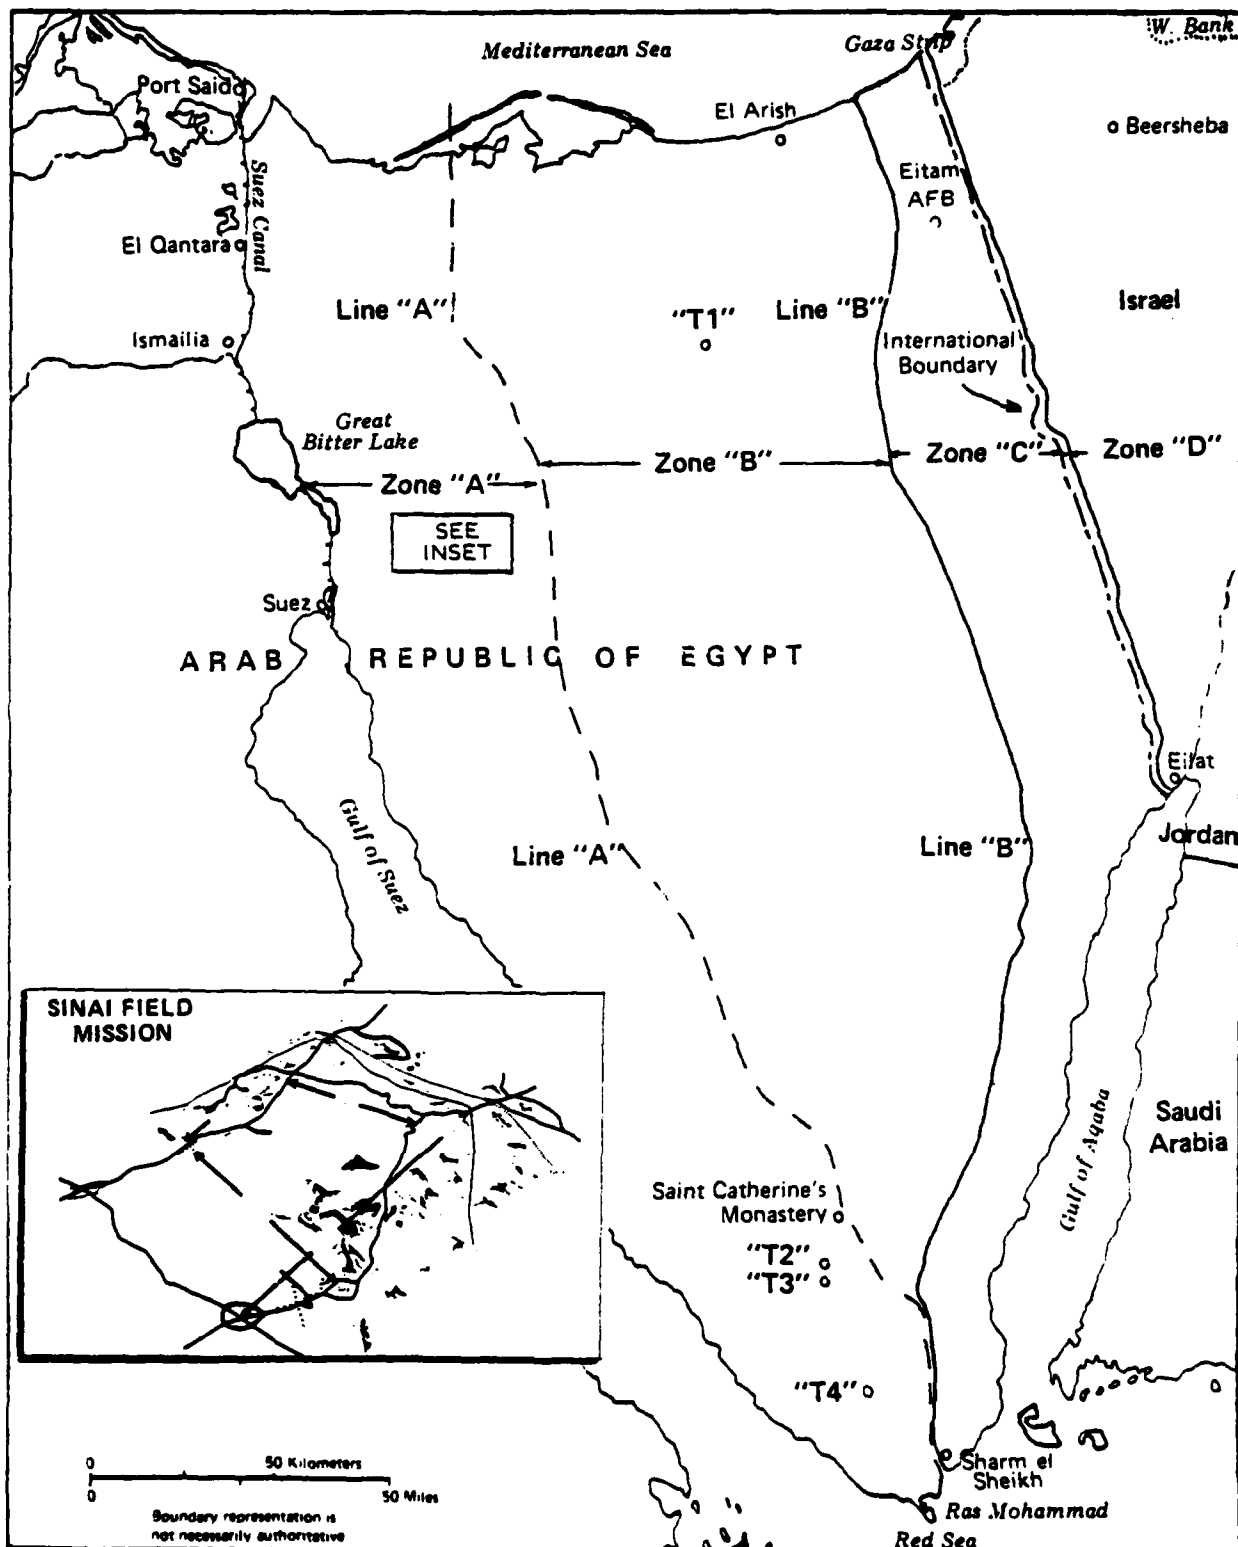 W. Bank
Mediterranean Sea
Gaza Strip
Port Said
El Arish
Beersheba
Eitam
AFB
Suez Canal
El Qantara
Line "A"
"T1"
Line "B"
Israel
Ismailia
International
Boundary
Great
Bitter Lake
Zone "A"
Zone "B"
Zone "C"
Zone "D"
SEE
INSET
Suez
ARAB REPUBLIC OF EGYPT
Eilat
Gulf of Suez
Line "A"
Line "B"
Jordan
SINAI FIELD
MISSION
Saudi
Arabia
Gulf of Aqaba
Saint Catherine's
Monastery
"T2"
"T3"
"T4"
Sharm el
Sheikh
Ras Mohammad
Red Sea
0 50 Kilometers
0 50 Miles
Boundary representation is
not necessarily authoritative